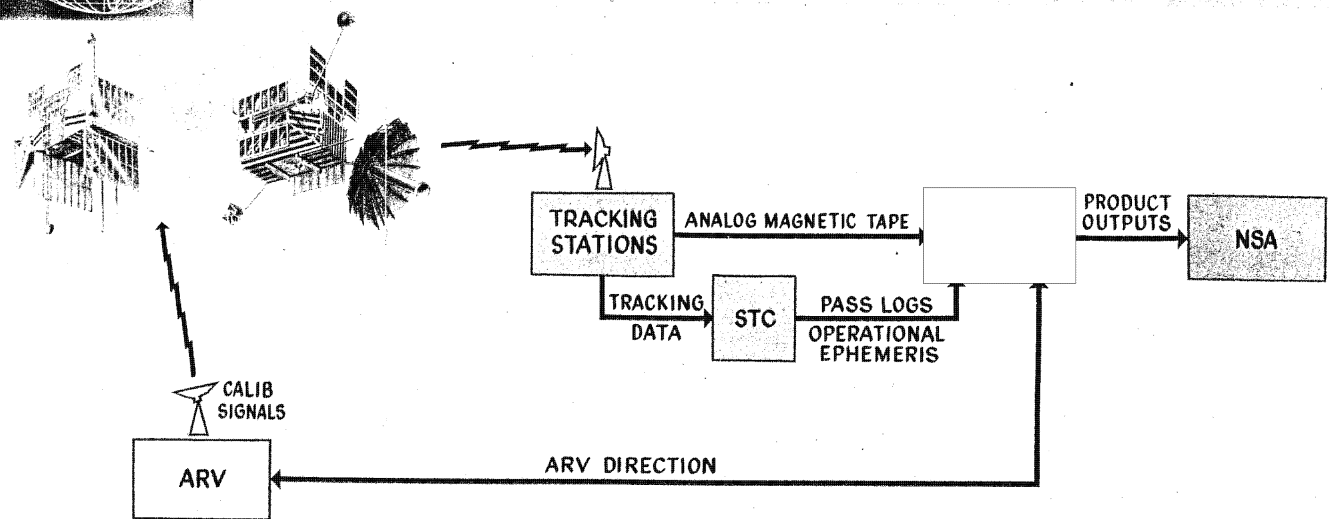 TRACKING
STATIONS
ANALOG MAGNETIC TAPE
PRODUCT
OUTPUTS
NSA
TRACKING
DATA
STC
PASS LOGS
OPERATIONAL
EPHEMERIS
CALIB
SIGNALS
ARV
ARV DIRECTION